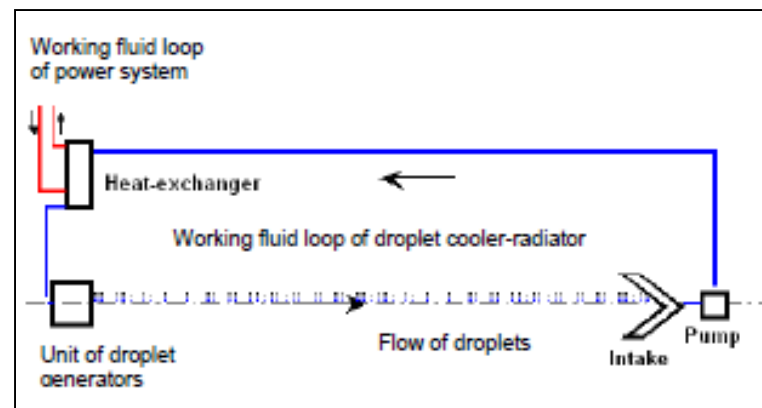 Working fluid loop
of power system
Heat-exchanger
Working fluid loop of droplet cooler-radiator
Unit of droplet
generators
Flow of droplets
Intake
Pump